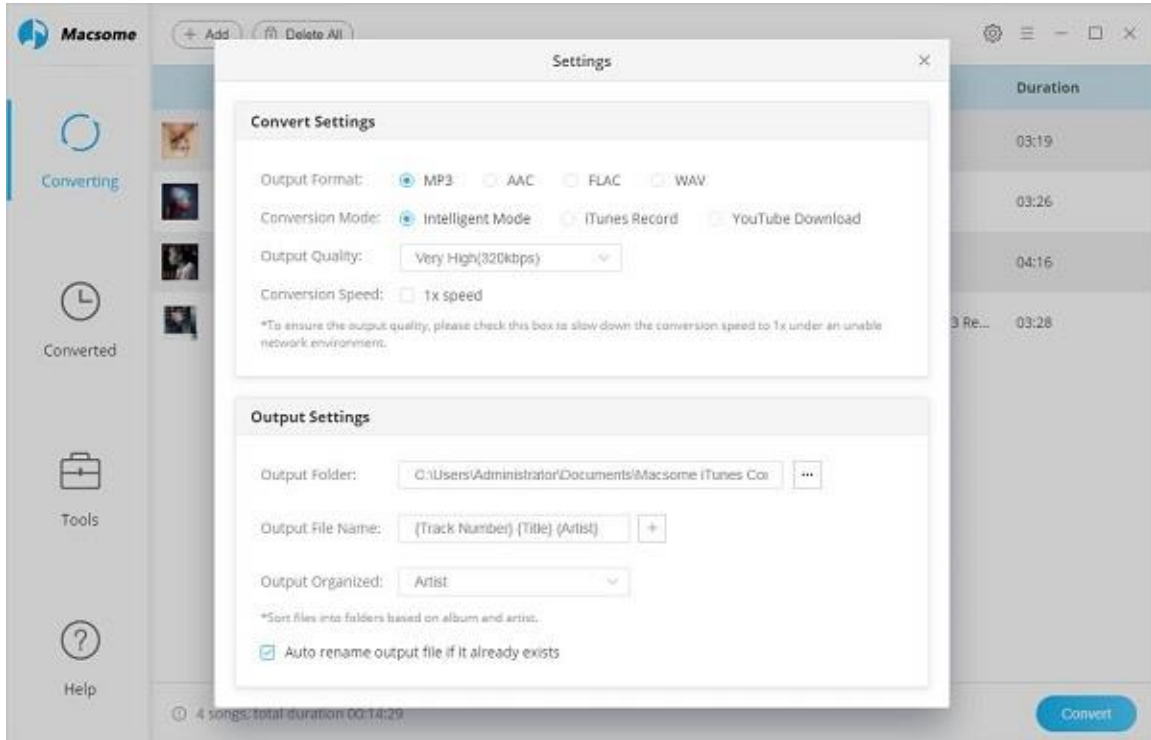 Macsome
Add
Delete All
Settings
Duration
Convert Settings
Output Format: MP3 AAC FLAC WAV
03:19
Converting
Conversion Mode: Intelligent Mode iTunes Record YouTube Download
03:26
Output Quality: Very High(320kbps)
04:16
Conversion Speed: 1x speed
*To ensure the output quality, please check this box to slow down the conversion speed to 1x under an unable
network environment.
3 Re... 03:28
Converted
Output Settings
Output Folder: C:\Users\Administrator\Documents\Macsome iTunes Con ...
Tools
Output File Name: {Track Number} {Title} {Artist} +
Output Organized: Artist
*Sort files into folders based on album and artist.
Auto rename output file if it already exists
Help
4 songs, total duration 00:14:29
Convert